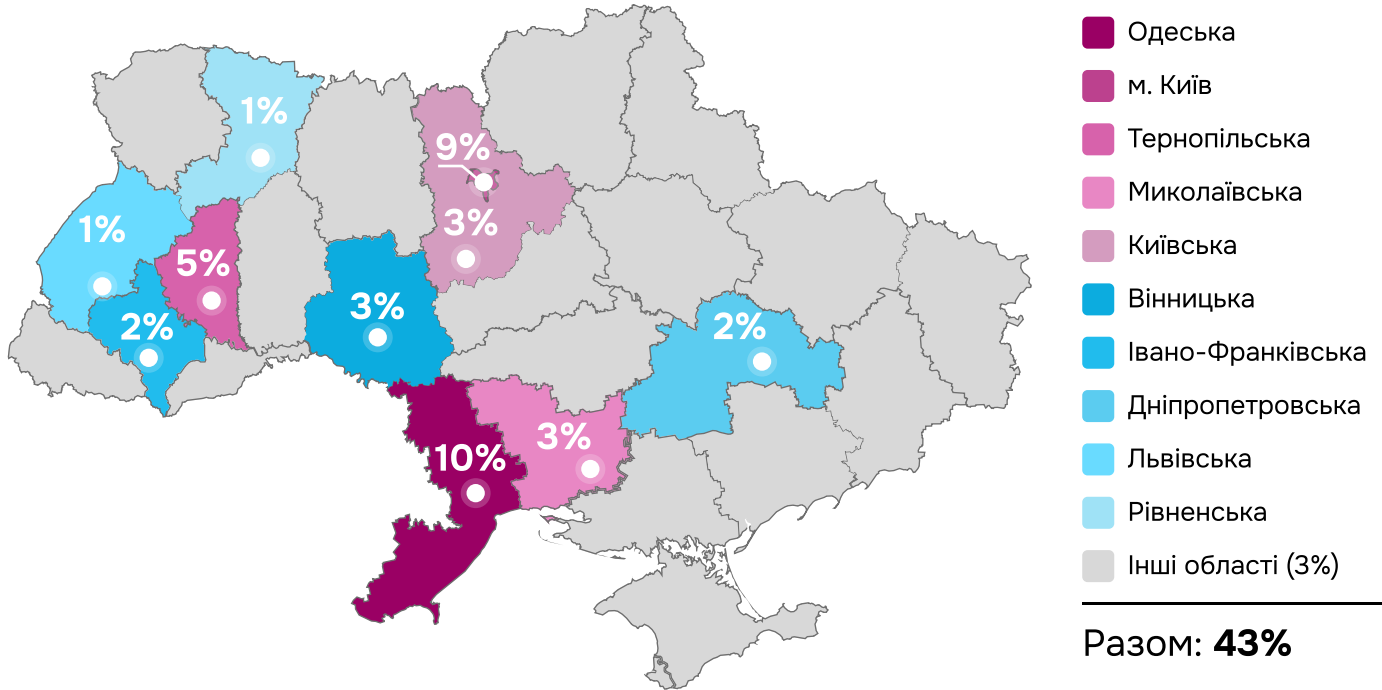 1%
9%
1%
3%
5%
3%
2%
2%
3%
10%
Одеська
м. Київ
Тернопільська
Миколаївська
Київська
Вінницька
Івано-Франківська
Дніпропетровська
Львівська
Рівненська
Інші області (3%)
Разом: 43%